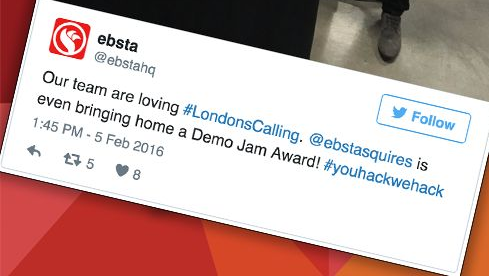 ebsta
@ebstahq
Follow
Our team are loving #LondonsCalling. @ebstasquires is
even bringing home a Demo Jam Award! #youhackwehack
1:45 PM - 5 Feb 2016
5 8